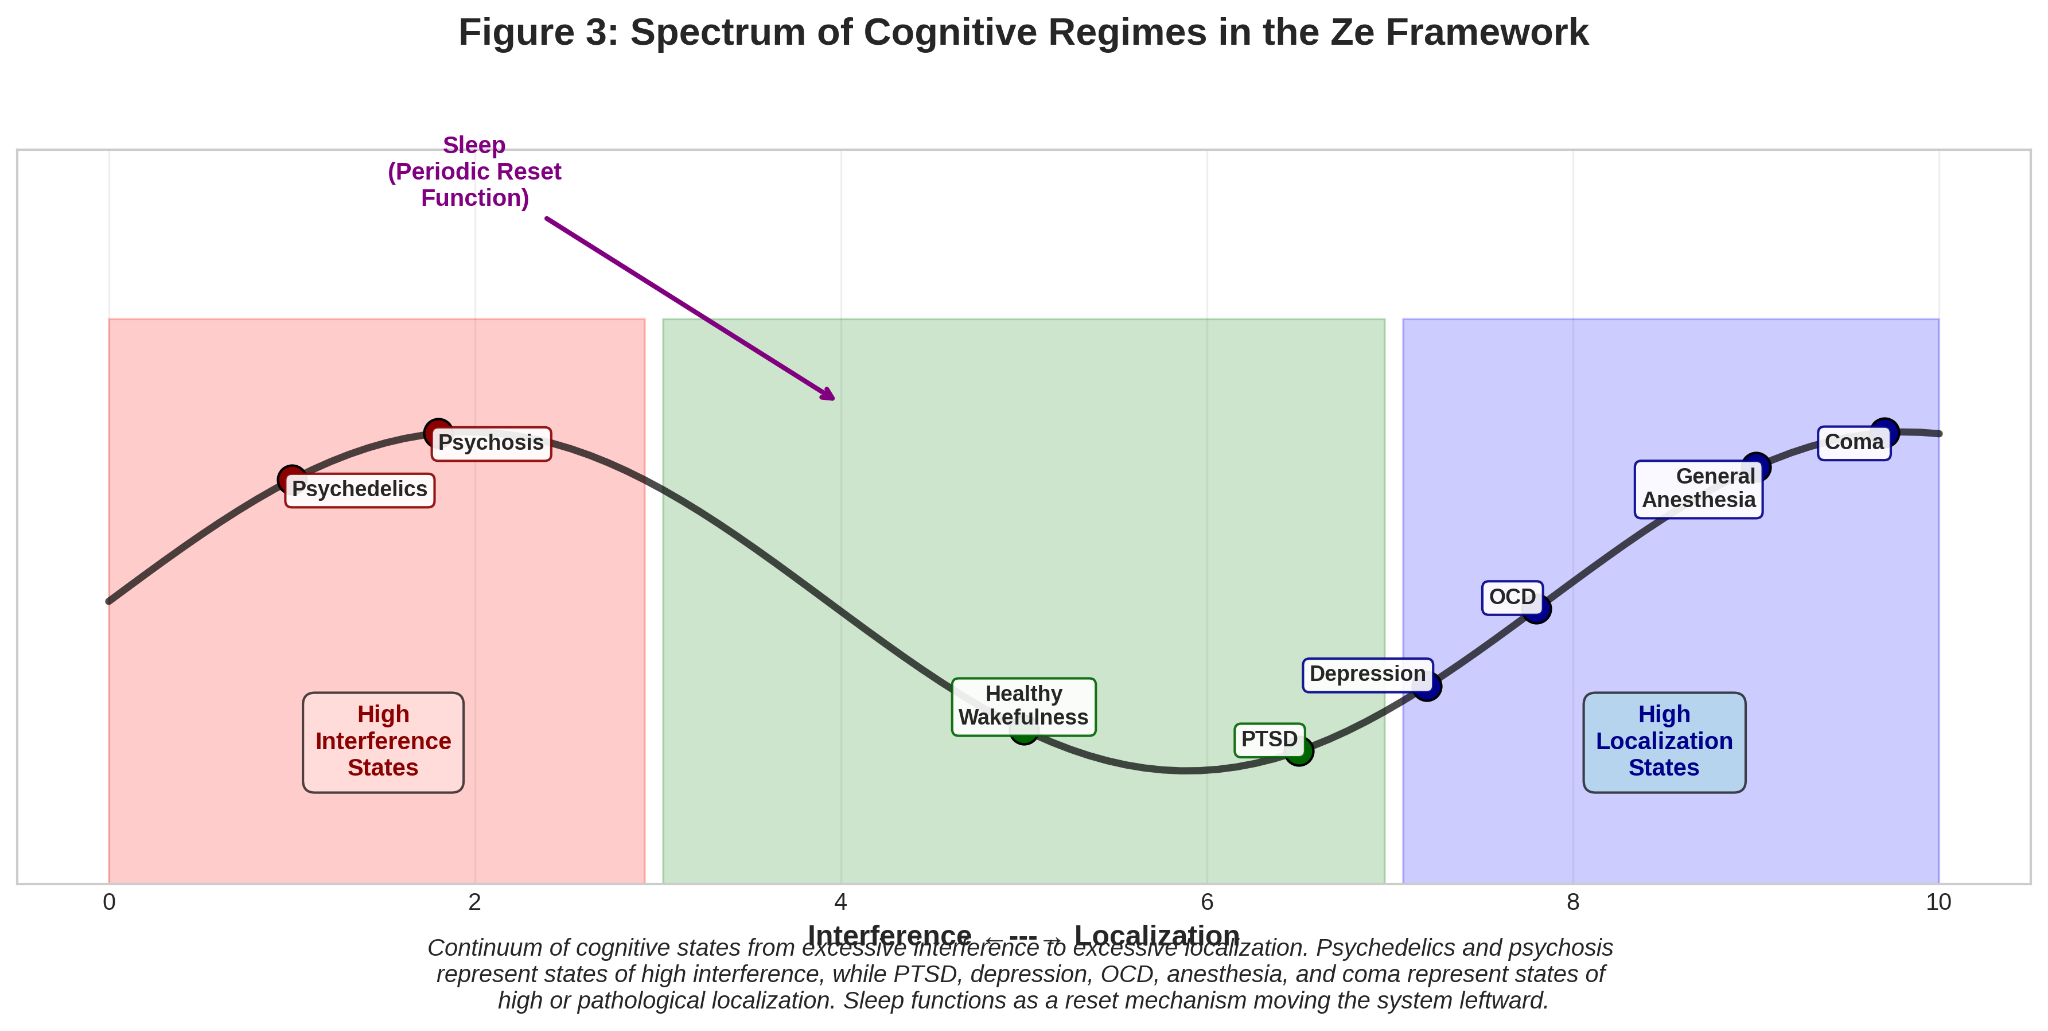 Figure 3: Spectrum of Cognitive Regimes in the Ze Framework
Sleep
(Periodic Reset
Function)
Psychosis
Psychedelics
Coma
General
Anesthesia
OCD
Depression
Healthy
Wakefulness
PTSD
High
Interference
States
High
Localization
States
0 2 4 6 8 10
Interference ←---→ Localization
Continuum of cognitive states from excessive interference to excessive localization. Psychedelics and psychosis
represent states of high interference, while PTSD, depression, OCD, anesthesia, and coma represent states of
high or pathological localization. Sleep functions as a reset mechanism moving the system leftward.